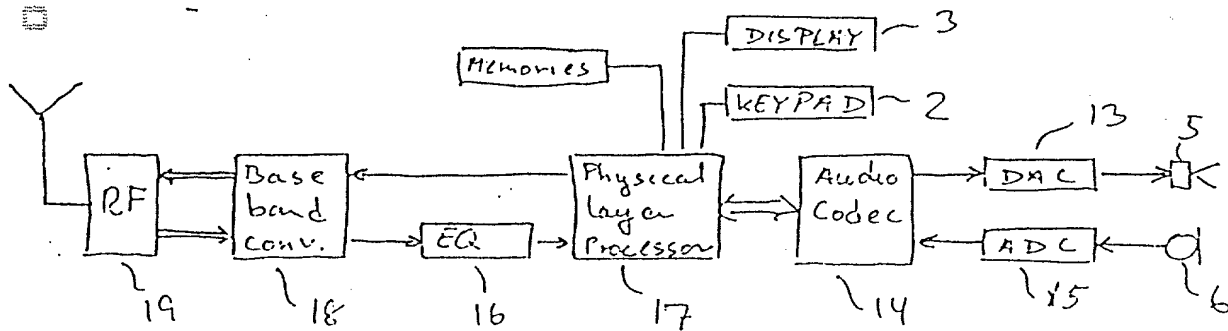 DISPLAY 3
Memories
KEYPAD 2
13 5
RF
Base
band
conv.
EQ
Physical
layer
Processor
Audio
Codec
DAC
ADC
19 18 16 17 14 15 6